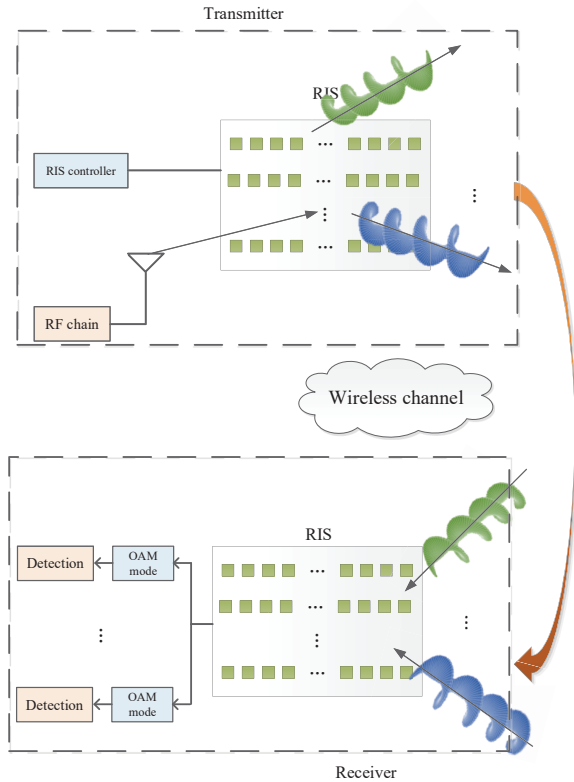 Transmitter
RIS
RIS controller
RF chain
Wireless channel
RIS
Detection
OAM
mode
Detection
OAM
mode
Receiver